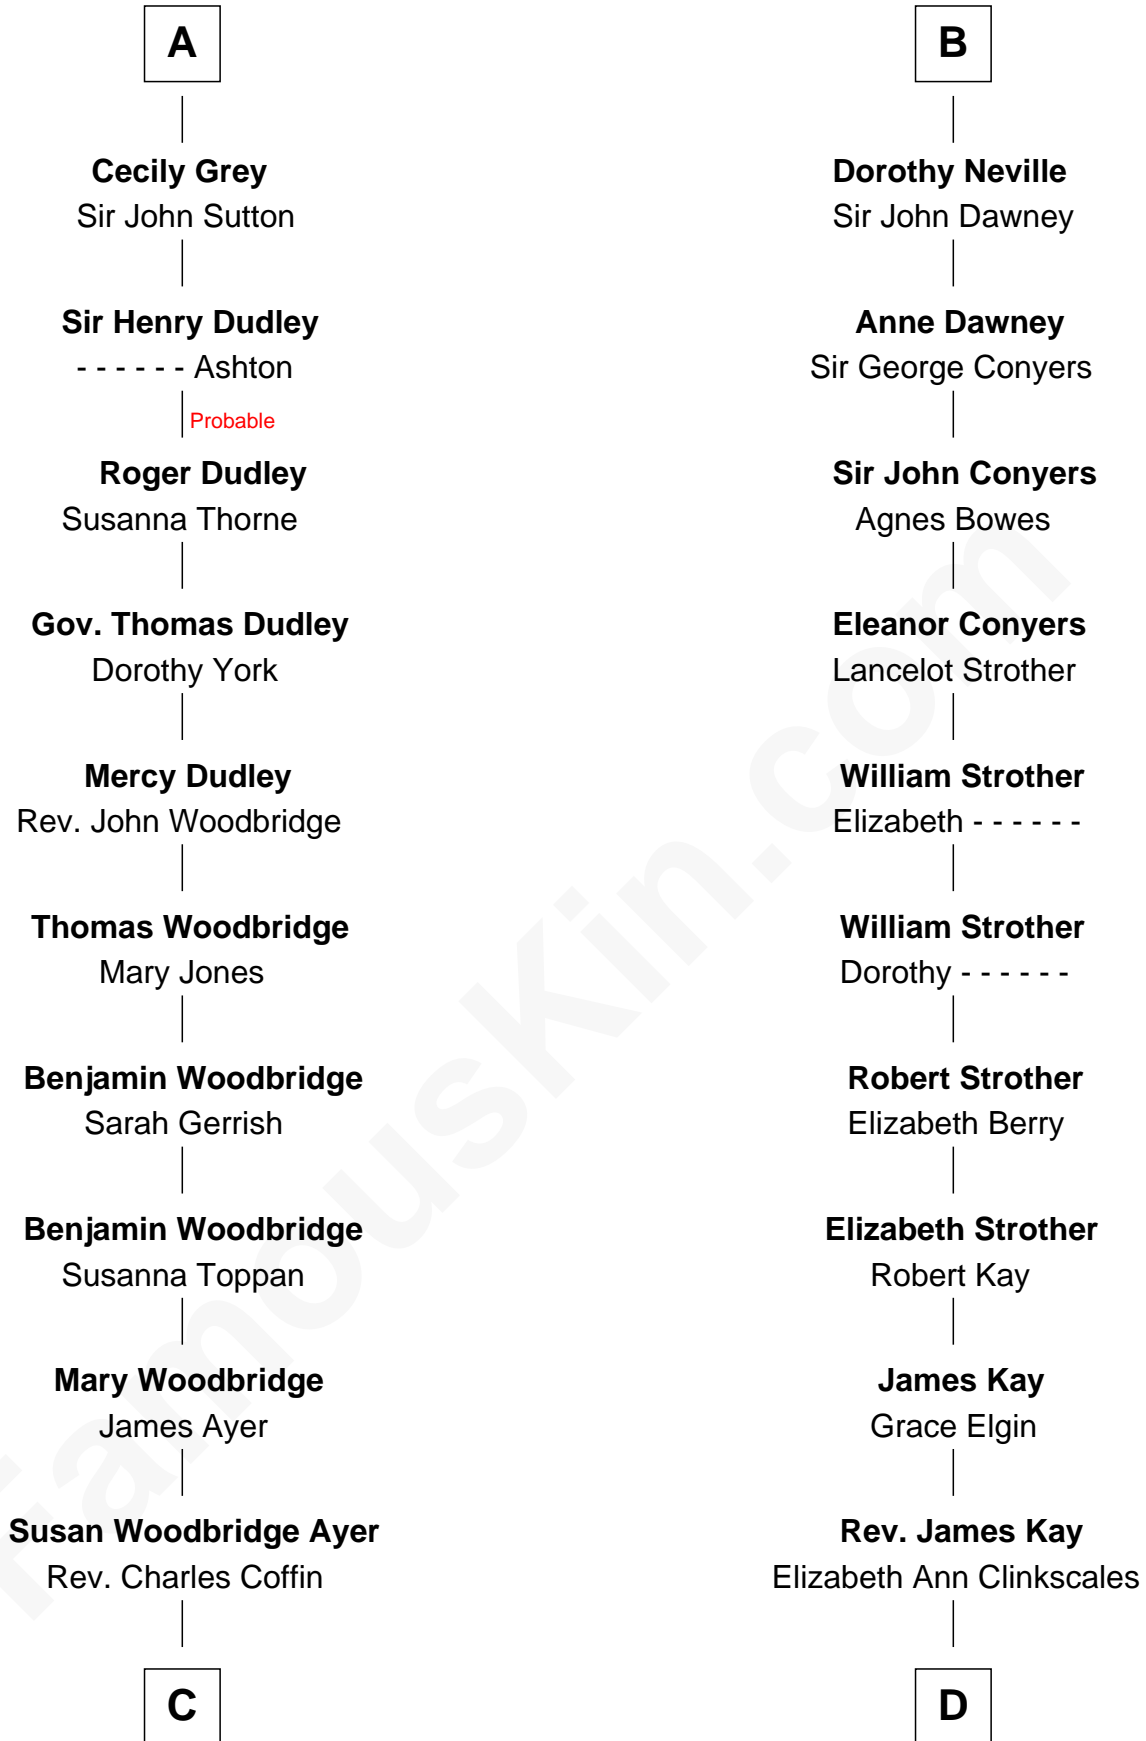 A
Cecily Grey
Sir John Sutton
Sir Henry Dudley
- - - - - - Ashton
Probable
Roger Dudley
Susanna Thorne
Gov. Thomas Dudley
Dorothy York
Mercy Dudley
Rev. John Woodbridge
Thomas Woodbridge
Mary Jones
Benjamin Woodbridge
Sarah Gerrish
Benjamin Woodbridge
Susanna Toppan
Mary Woodbridge
James Ayer
Susan Woodbridge Ayer
Rev. Charles Coffin
C
B
Dorothy Neville
Sir John Dawney
Anne Dawney
Sir George Conyers
Sir John Conyers
Agnes Bowes
Eleanor Conyers
Lancelot Strother
William Strother
Elizabeth - - - - - -
William Strother
Dorothy - - - - - -
Robert Strother
Elizabeth Berry
Elizabeth Strother
Robert Kay
James Kay
Grace Elgin
Rev. James Kay
Elizabeth Ann Clinkscales
D
FamousKin.com